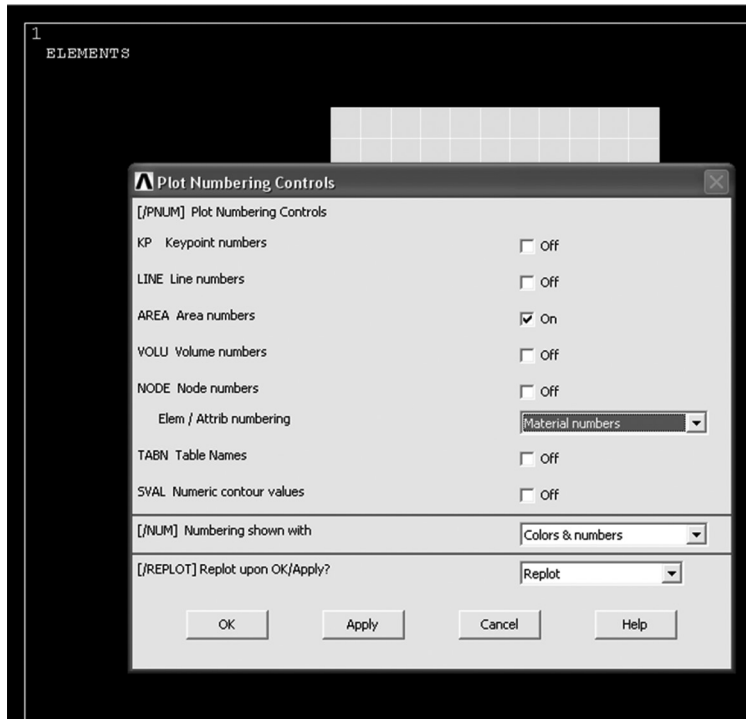 1
ELEMENTS
Plot Numbering Controls
[/PNUM] Plot Numbering Controls
KP Keypoint numbers Off
LINE Line numbers Off
AREA Area numbers On
VOLU Volume numbers Off
NODE Node numbers Off
Elem / Attrib numbering Material numbers
TABN Table Names Off
SVAL Numeric contour values Off
[/NUM] Numbering shown with Colors & numbers
[/REPLOT] Replot upon OK/Apply? Replot
OK Apply Cancel Help